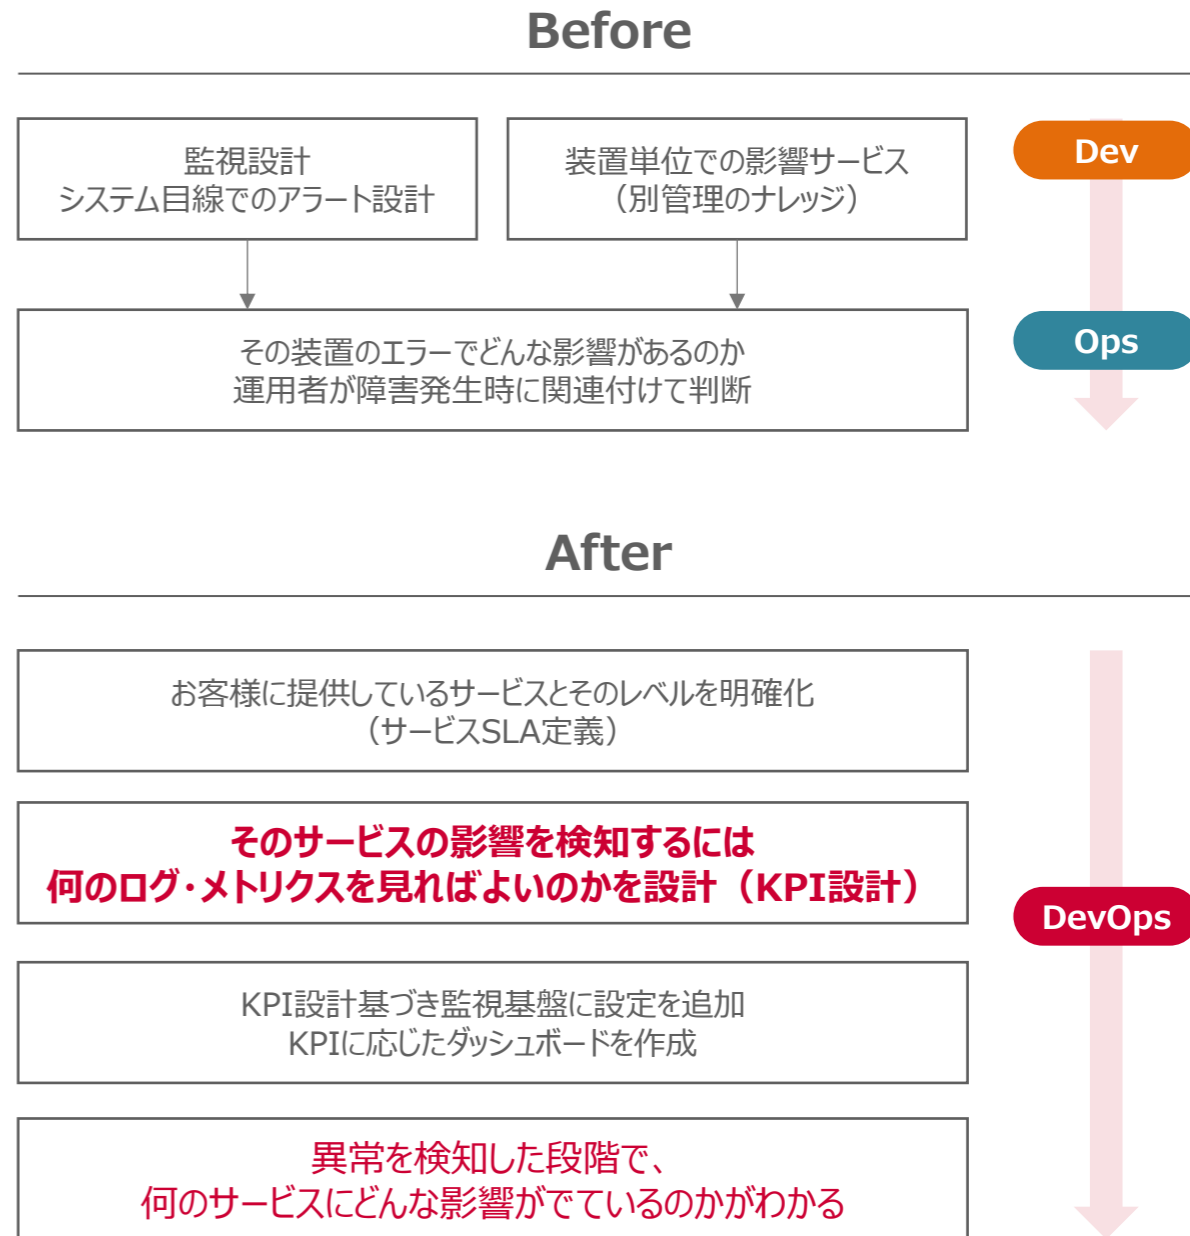 Before
監視設計
システム目線でのアラート設計
装置単位での影響サービス
（別管理のナレッジ）
Dev
その装置のエラーでどんな影響があるのか
運用者が障害発生時に関連付けて判断
Ops
After
お客様に提供しているサービスとそのレベルを明確化
（サービスSLA定義）
そのサービスの影響を検知するには
何のログ・メトリクスを見ればよいのかを設計（KPI設計）
DevOps
KPI設計基づき監視基盤に設定を追加
KPIに応じたダッシュボードを作成
異常を検知した段階で、
何のサービスにどんな影響がでているのかがわかる